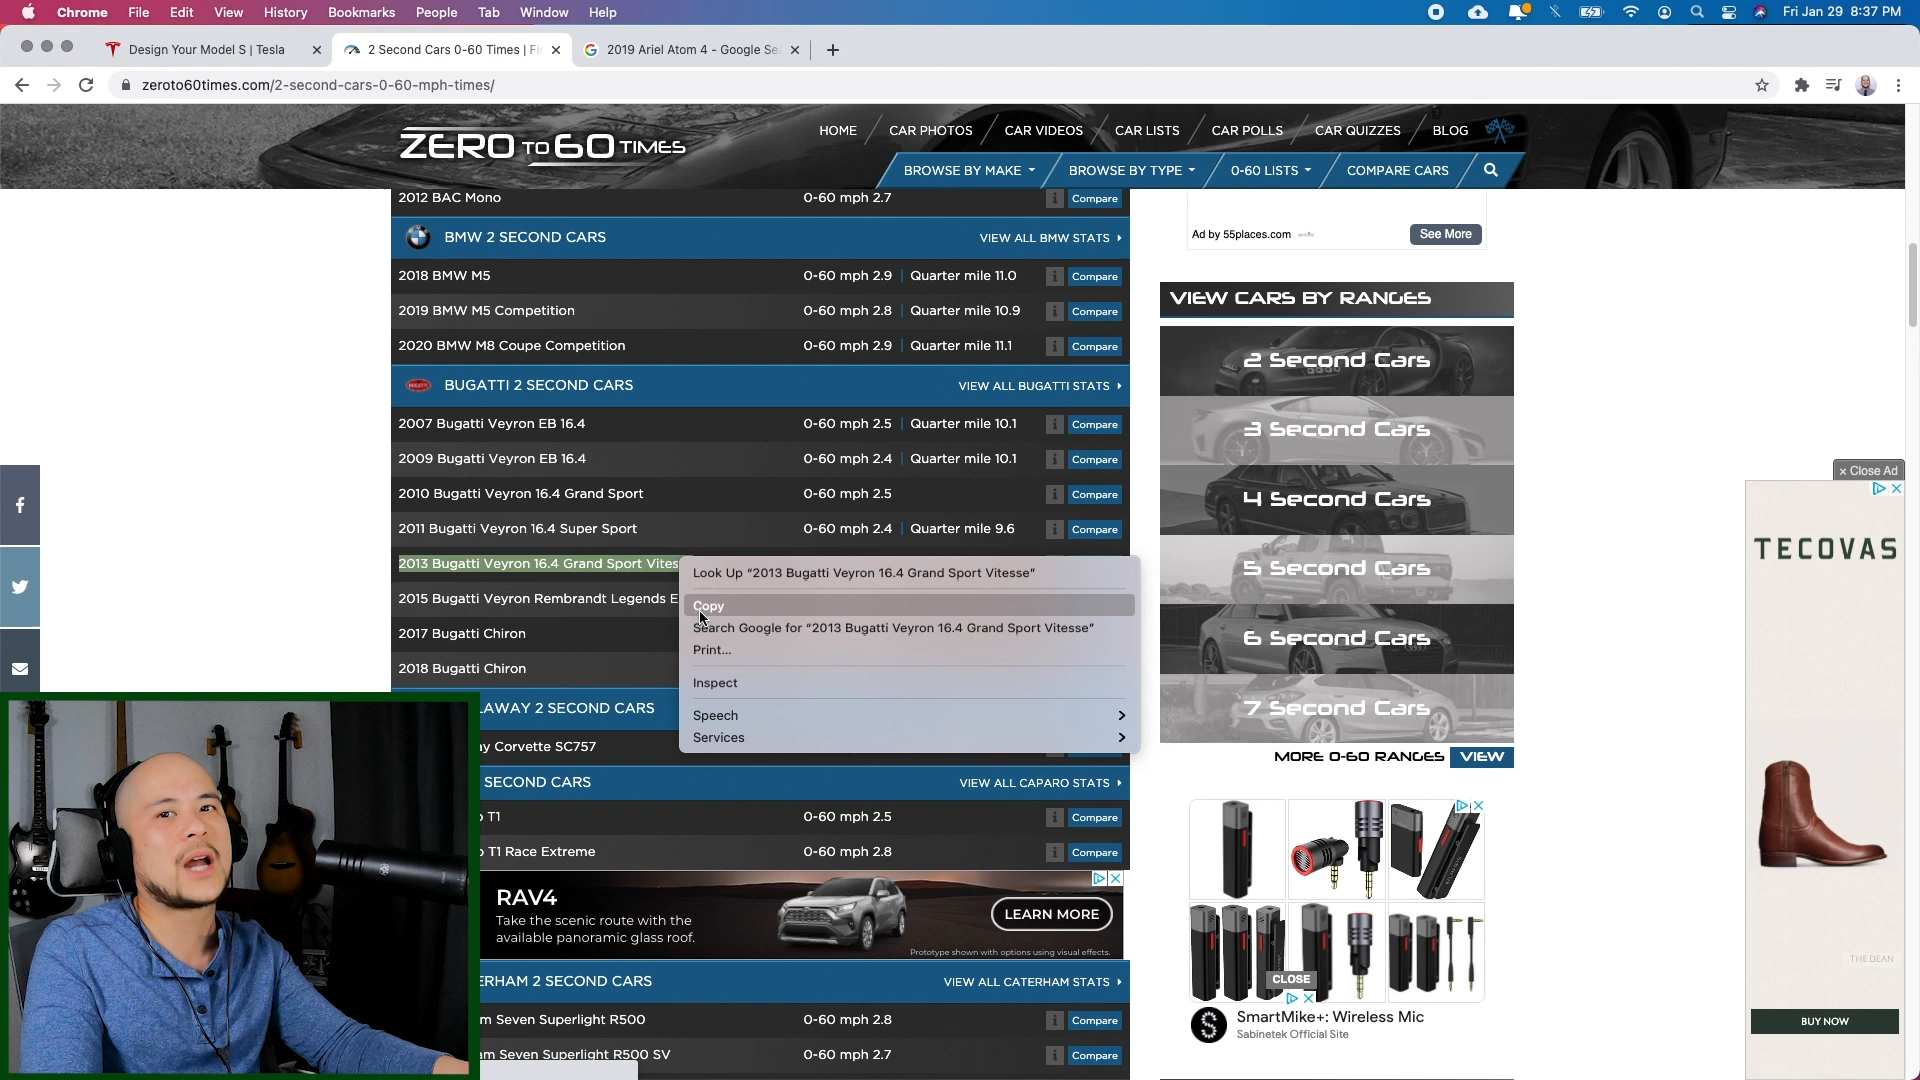 Chrome File Edit View History Bookmarks People Tab Window Help Fri Jan 29 8:37 PM
Design Your Model S | Tesla
2 Second Cars 0-60 Times | Fi
2019 Ariel Atom 4 - Google Se
zeroto60times.com/2-second-cars-0-60-mph-times/
ZERO TO 60 TIMES
HOME CAR PHOTOS CAR VIDEOS CAR LISTS CAR POLLS CAR QUIZZES BLOG
BROWSE BY MAKE BROWSE BY TYPE 0-60 LISTS COMPARE CARS
2012 BAC Mono 0-60 mph 2.7 i Compare
BMW 2 SECOND CARS VIEW ALL BMW STATS
2018 BMW M5 0-60 mph 2.9 | Quarter mile 11.0 i Compare
2019 BMW M5 Competition 0-60 mph 2.8 | Quarter mile 10.9 i Compare
2020 BMW M8 Coupe Competition 0-60 mph 2.9 | Quarter mile 11.1 i Compare
BUGATTI 2 SECOND CARS VIEW ALL BUGATTI STATS
2007 Bugatti Veyron EB 16.4 0-60 mph 2.5 | Quarter mile 10.1 i Compare
2009 Bugatti Veyron EB 16.4 0-60 mph 2.4 | Quarter mile 10.1 i Compare
2010 Bugatti Veyron 16.4 Grand Sport 0-60 mph 2.5 i Compare
2011 Bugatti Veyron 16.4 Super Sport 0-60 mph 2.4 | Quarter mile 9.6 i Compare
2013 Bugatti Veyron 16.4 Grand Sport Vites
2015 Bugatti Veyron Rembrandt Legends E
2017 Bugatti Chiron
2018 Bugatti Chiron
Look Up “2013 Bugatti Veyron 16.4 Grand Sport Vitesse”
Copy
Search Google for “2013 Bugatti Veyron 16.4 Grand Sport Vitesse”
Print...
Inspect
Speech
Services
LAWAY 2 SECOND CARS
ay Corvette SC757
SECOND CARS VIEW ALL CAPARO STATS
o T1 0-60 mph 2.5 i Compare
o T1 Race Extreme 0-60 mph 2.8 i Compare
RAV4
Take the scenic route with the
available panoramic glass roof.
LEARN MORE
Prototype shown with options using visual effects.
ERHAM 2 SECOND CARS VIEW ALL CATERHAM STATS
m Seven Superlight R500 0-60 mph 2.8 i Compare
am Seven Superlight R500 SV 0-60 mph 2.7 i Compare
Ad by 55places.com
See More
VIEW CARS BY RANGES
2 Second Cars
3 Second Cars
4 Second Cars
5 Second Cars
6 Second Cars
7 Second Cars
MORE 0-60 RANGES VIEW
CLOSE
SmartMike+: Wireless Mic
Sabinetek Official Site
× Close Ad
TECOVAS
THE DEAN
BUY NOW